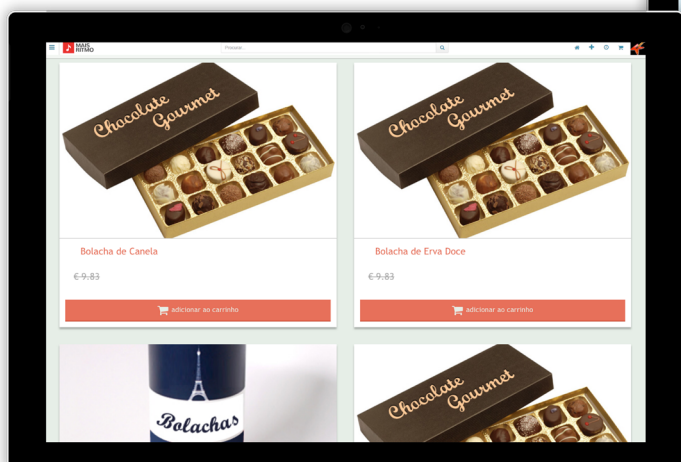 MAIS
RITMO
Procurar...
Chocolate
Gourmet
Chocolate
Gourmet
Bolacha de Canela
Bolacha de Erva Doce
€ 9.83
€ 9.83
adicionar ao carrinho
adicionar ao carrinho
Bolachas
Chocolate
Gourmet